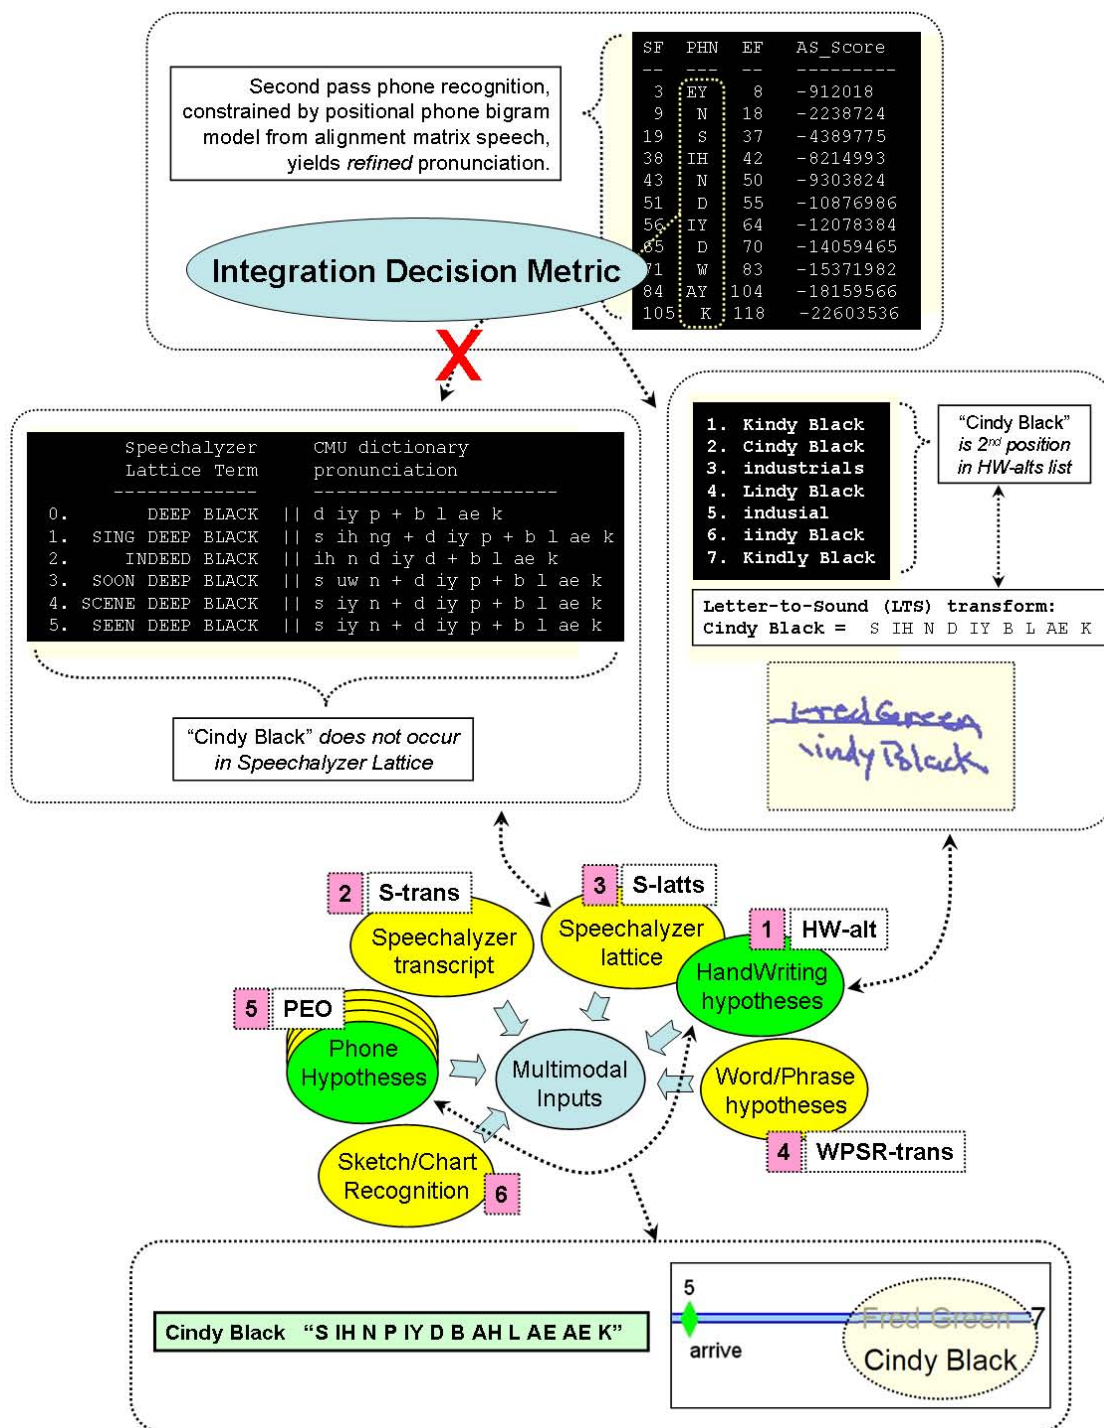 Second pass phone recognition,
constrained by positional phone bigram
model from alignment matrix speech,
yields refined pronunciation.
SF PHN EF AS_Score
-- --- -- ---------
3 EY 8 -912018
9 N 18 -2238724
19 S 37 -4389775
38 IH 42 -8214993
43 N 50 -9303824
51 D 55 -10876986
56 IY 64 -12078384
65 D 70 -14059465
71 W 83 -15371982
84 AY 104 -18159566
105 K 118 -22603536
Integration Decision Metric
X
Speechalyzer CMU dictionary
Lattice Term pronunciation
------------- ----------------------
0. DEEP BLACK || d iy p + b l ae k
1. SING DEEP BLACK || s ih ng + d iy p + b l ae k
2. INDEED BLACK || ih n d iy d + b l ae k
3. SOON DEEP BLACK || s uw n + d iy p + b l ae k
4. SCENE DEEP BLACK || s iy n + d iy p + b l ae k
5. SEEN DEEP BLACK || s iy n + d iy p + b l ae k
“Cindy Black” does not occur
in Speechalyzer Lattice
1. Kindy Black
2. Cindy Black
3. industrials
4. Lindy Black
5. indusial
6. iindy Black
7. Kindly Black
“Cindy Black”
is 2nd position
in HW-alts list
Letter-to-Sound (LTS) transform:
Cindy Black = S IH N D IY B L AE K
Fred Green
Cindy Black
2 S-trans
Speechalyzer
transcript
3 S-latts
Speechalyzer
lattice
1 HW-alt
HandWriting
hypotheses
5 PEO
Phone
Hypotheses
Multimodal
Inputs
Word/Phrase
hypotheses
4 WPSR-trans
Sketch/Chart
Recognition
6
Cindy Black “S IH N P IY D B AH L AE AE K”
5
Fred Green 7
arrive
Cindy Black